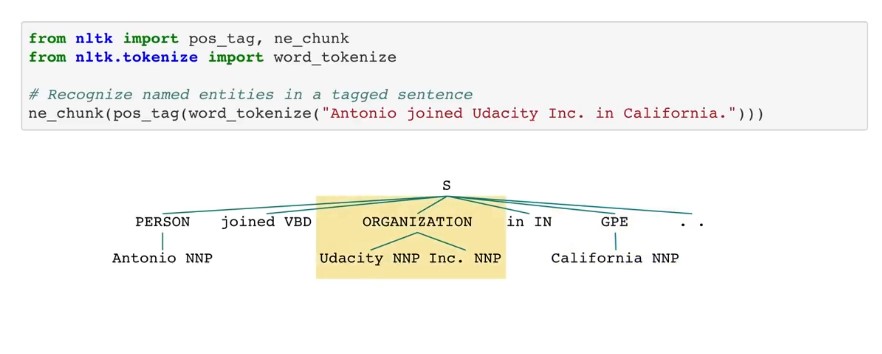 from nltk import pos_tag, ne_chunk
from nltk.tokenize import word_tokenize
# Recognize named entities in a tagged sentence
ne_chunk(pos_tag(word_tokenize("Antonio joined Udacity Inc. in California.")))
S
PERSON joined VBD ORGANIZATION in IN GPE . .
Antonio NNP Udacity NNP Inc. NNP California NNP